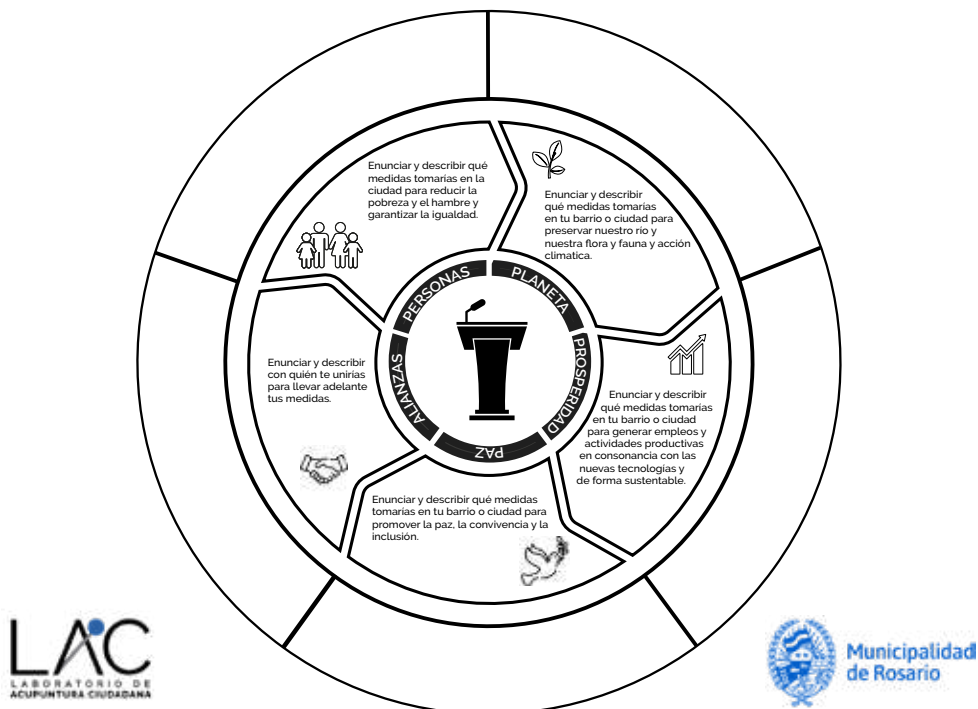 Enunciar y describir qué
medidas tomarías en la
ciudad para reducir la
pobreza y el hambre y
garantizar la igualdad.
Enunciar y describir
qué medidas tomarías
en tu barrio o ciudad para
preservar nuestro río y
nuestra flora y fauna y acción
climatica.
PERSONAS
PLANETA
PROSPERIDAD
PAZ
ALIANZAS
Enunciar y describir
con quién te unirías
para llevar adelante
tus medidas.
Enunciar y describir
qué medidas tomarías
en tu barrio o ciudad
para generar empleos y
actividades productivas
en consonancia con las
nuevas tecnologías y
de forma sustentable.
Enunciar y describir qué medidas
tomarías en tu barrio o ciudad para
promover la paz, la convivencia y la
inclusión.
LAC
LABORATORIO DE
ACUPUNTURA CIUDADANA
Municipalidad
de Rosario